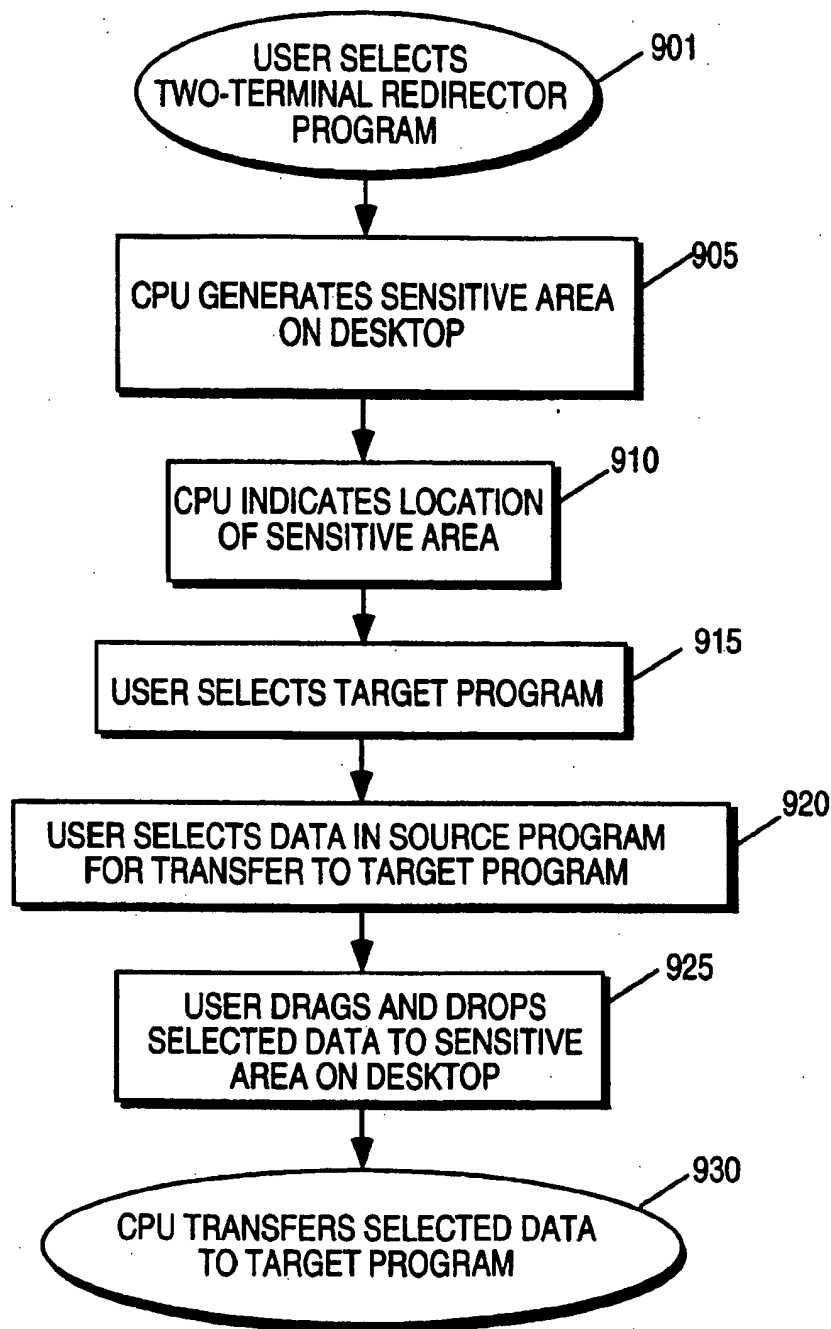 USER SELECTS
TWO-TERMINAL REDIRECTOR
PROGRAM
901
CPU GENERATES SENSITIVE AREA
ON DESKTOP
905
CPU INDICATES LOCATION
OF SENSITIVE AREA
910
USER SELECTS TARGET PROGRAM
915
USER SELECTS DATA IN SOURCE PROGRAM
FOR TRANSFER TO TARGET PROGRAM
920
USER DRAGS AND DROPS
SELECTED DATA TO SENSITIVE
AREA ON DESKTOP
925
CPU TRANSFERS SELECTED DATA
TO TARGET PROGRAM
930